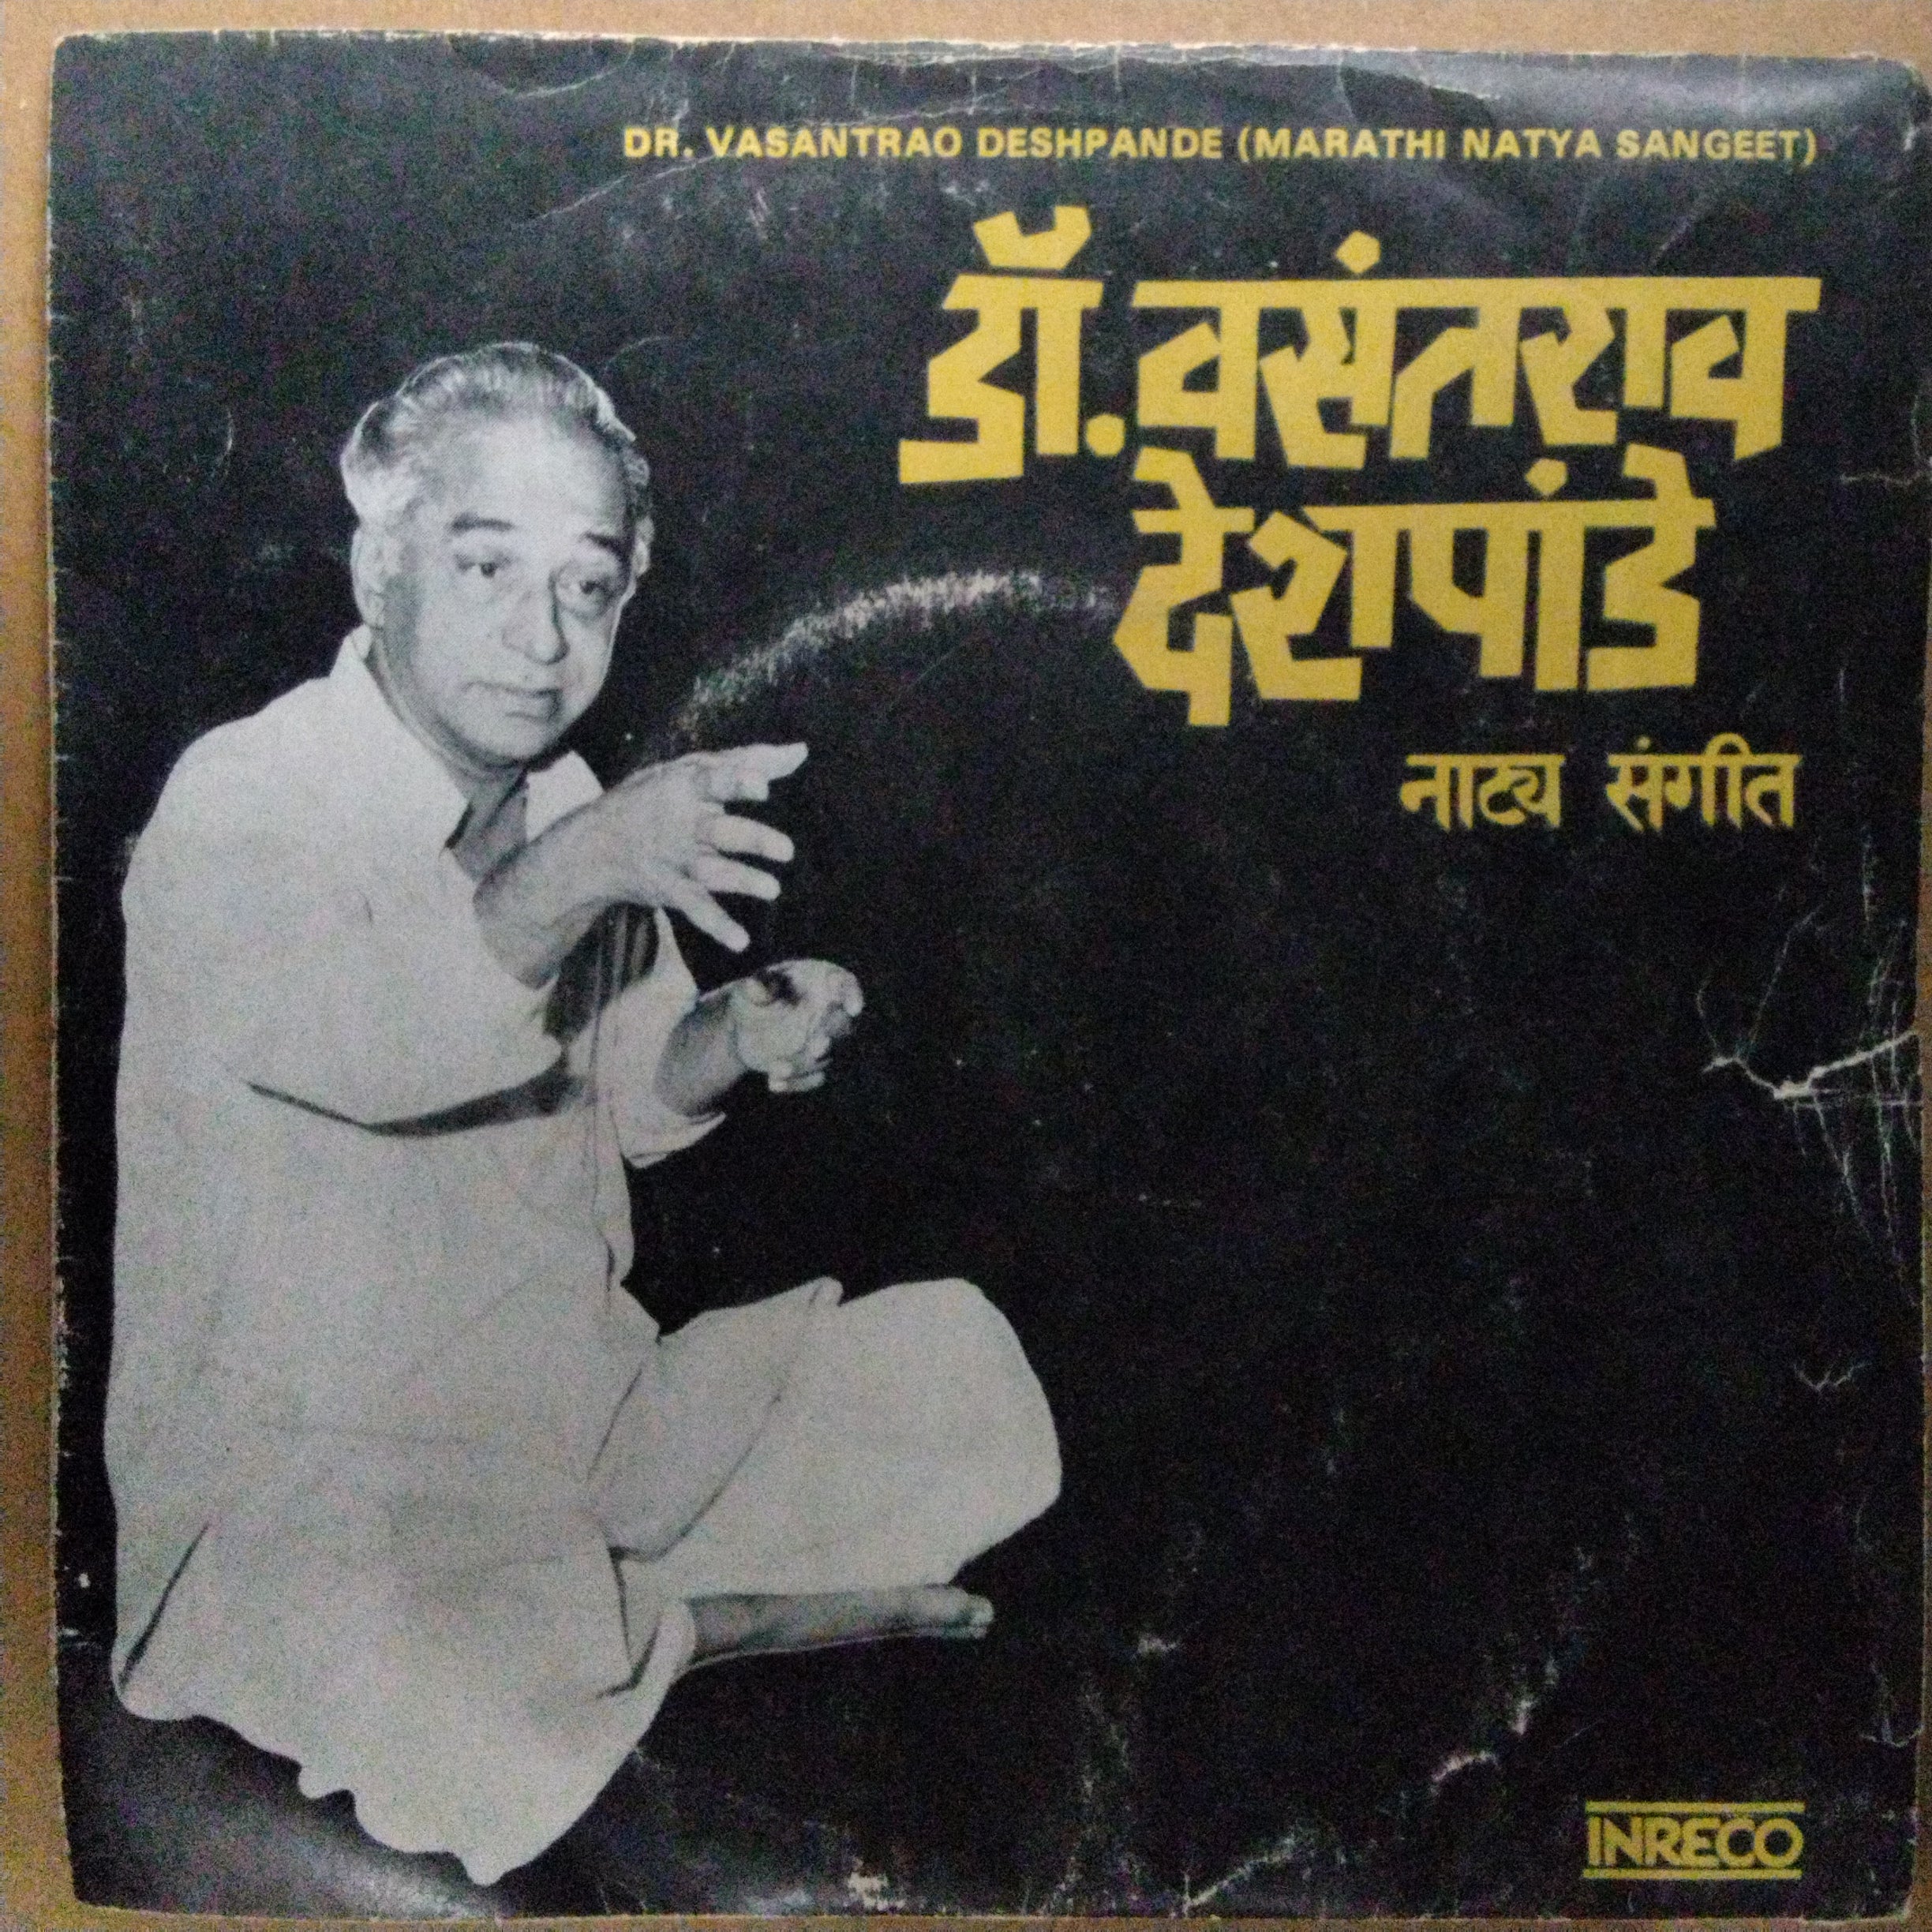 DR. VASANTRAO DESHPANDE (MARATHI NATYA SANGEET)
डॉ. वसंतराव
देशपांडे
नाट्य संगीत
INRECO